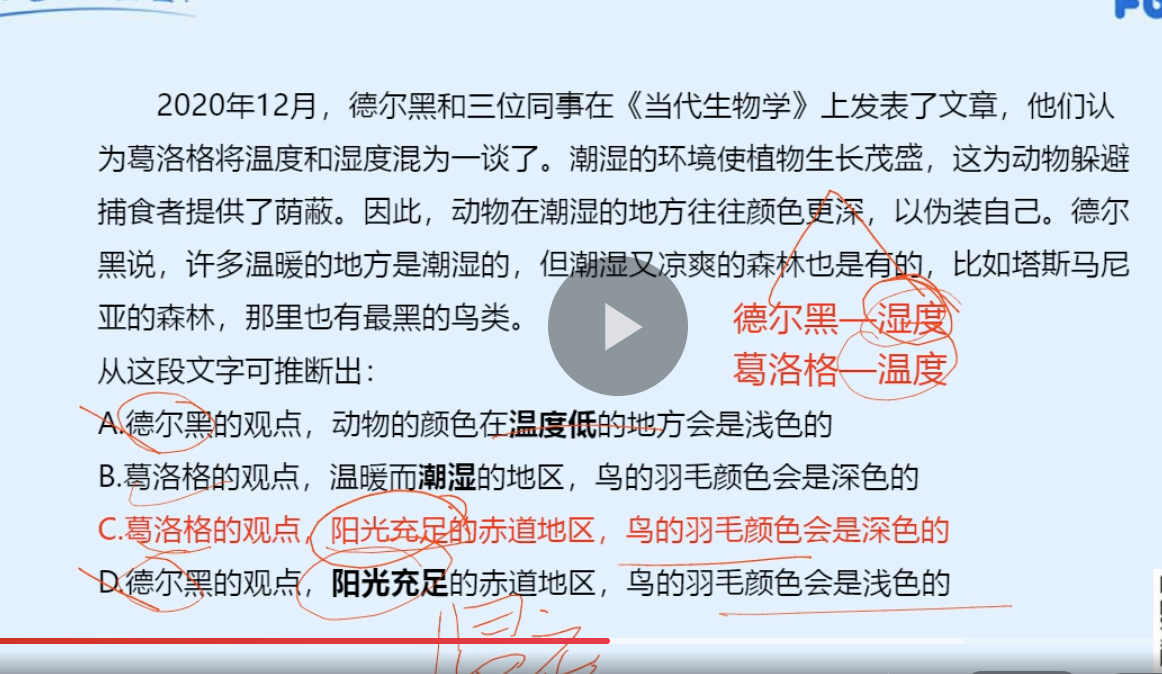 2020年12月，德尔黑和三位同事在《当代生物学》上发表了文章，他们认
为葛洛格将温度和湿度混为一谈了。潮湿的环境使植物生长茂盛，这为动物躲避
捕食者提供了荫蔽。因此，动物在潮湿的地方往往颜色更深，以伪装自己。德尔
黑说，许多温暖的地方是潮湿的，但潮湿又凉爽的森林也是有的，比如塔斯马尼
亚的森林，那里也有最黑的鸟类。
德尔黑—湿度
葛洛格—温度
从这段文字可推断出：
A.德尔黑的观点，动物的颜色在温度低的地方会是浅色的
B.葛洛格的观点，温暖而潮湿的地区，鸟的羽毛颜色会是深色的
C.葛洛格的观点，阳光充足的赤道地区，鸟的羽毛颜色会是深色的
D.德尔黑的观点，阳光充足的赤道地区，鸟的羽毛颜色会是浅色的